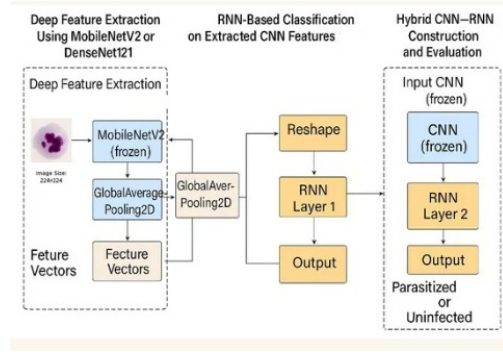 Deep Feature Extraction
Using MobileNetV2 or
DenseNet121
RNN-Based Classification
on Extracted CNN Features
Hybrid CNN—RNN
Construction
and Evaluation
Deep Feature Extraction
Image Size:
224×224
MobileNetV2
(frozen)
GlobalAverage-
Pooling2D
Fecture
Vectors
Feture
Vectors
GlobalAver-
Pooling2D
Reshape
RNN
Layer 1
Output
Input CNN
(frozen)
CNN
(frozen)
RNN
Layer 2
Output
Parasitized
or
Uninfected